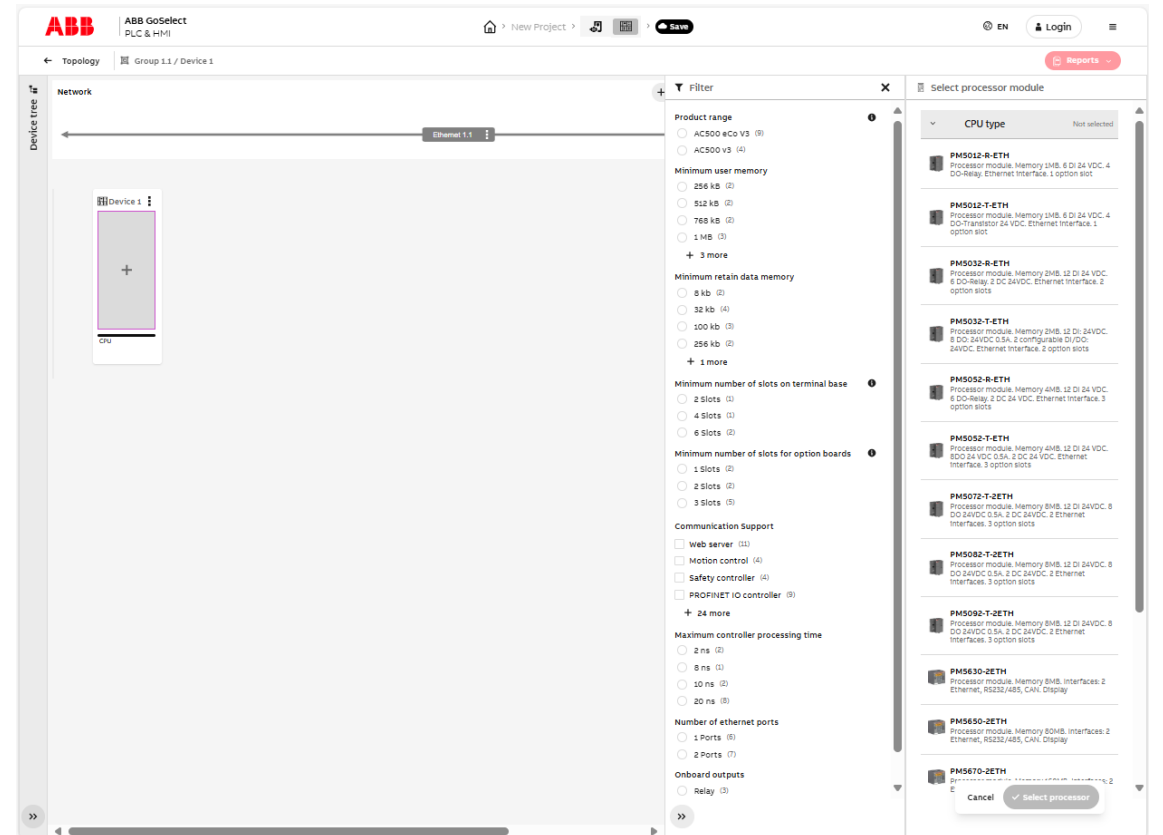 ABB
ABB GoSelect
PLC & HMI
New Project
Save
EN
Login
Topology
Group 1.1 / Device 1
Reports
Device tree
Network
Ethernet 1.1
Device 1
CPU
Filter
Product range
AC500 eCo V3 (9)
AC500 V3 (4)
Minimum user memory
256 kB (2)
512 kB (2)
768 kB (2)
1 MB (3)
+ 3 more
Minimum retain data memory
8 kb (2)
32 kb (4)
100 kb (3)
256 kb (2)
+ 1 more
Minimum number of slots on terminal base
2 Slots (1)
4 Slots (1)
6 Slots (2)
Minimum number of slots for option boards
1 Slots (2)
2 Slots (2)
3 Slots (5)
Communication Support
Web server (11)
Motion control (4)
Safety controller (4)
PROFINET IO controller (9)
+ 24 more
Maximum controller processing time
2 ns (2)
8 ns (1)
10 ns (2)
20 ns (8)
Number of ethernet ports
1 Ports (6)
2 Ports (7)
Onboard outputs
Relay (3)
Select processor module
CPU type
Not selected
PM5012-R-ETH
Processor module. Memory 1MB. 6 DI 24 VDC. 4
DO-Relay. Ethernet Interface. 1 option slot
PM5012-T-ETH
Processor module. Memory 1MB. 6 DI 24 VDC. 4
DO-Transistor 24 VDC. Ethernet Interface. 1
option slot
PM5032-R-ETH
Processor module. Memory 2MB. 12 DI 24 VDC.
6 DO-Relay. 2 DC 24VDC. Ethernet Interface. 2
option slots
PM5032-T-ETH
Processor module. Memory 2MB. 12 DI: 24VDC.
8 DO: 24VDC 0.5A. 2 configurable DI/DO:
24VDC. Ethernet Interface. 2 option slots
PM5052-R-ETH
Processor module. Memory 4MB. 12 DI 24 VDC.
6 DO-Relay. 2 DC 24 VDC. Ethernet Interface. 3
option slots
PM5052-T-ETH
Processor module. Memory 4MB. 12 DI 24 VDC.
8DO 24 VDC 0.5A. 2 DC 24 VDC. Ethernet
Interface. 3 option slots
PM5072-T-2ETH
Processor module. Memory 8MB. 12 DI 24VDC. 8
DO 24VDC 0.5A. 2 DC 24VDC. 2 Ethernet
Interfaces. 3 option slots
PM5082-T-2ETH
Processor module. Memory 8MB. 12 DI 24VDC. 8
DO 24VDC 0.5A. 2 DC 24VDC. 2 Ethernet
Interfaces. 3 option slots
PM5092-T-2ETH
Processor module. Memory 8MB. 12 DI 24VDC. 8
DO 24VDC 0.5A. 2 DC 24VDC. 2 Ethernet
Interfaces. 3 option slots
PM5630-2ETH
Processor module. Memory 8MB. Interfaces: 2
Ethernet, RS232/485, CAN. Display
PM5650-2ETH
Processor module. Memory 80MB. Interfaces: 2
Ethernet, RS232/485, CAN. Display
PM5670-2ETH
Cancel
Select processor